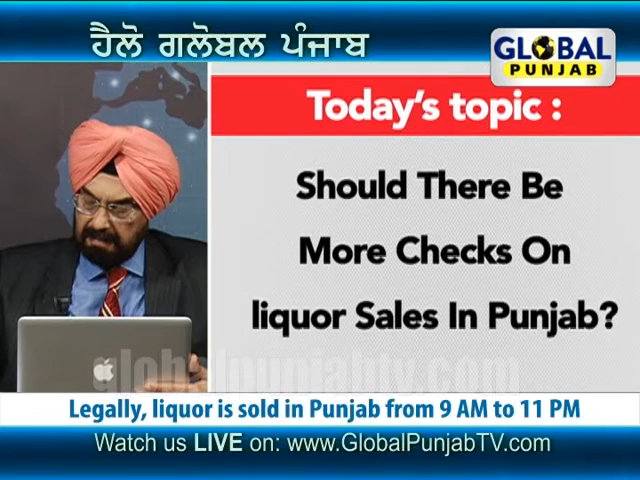 ਹੈਲੋ ਗਲੋਬਲ ਪੰਜਾਬ
GLOBAL
PUNJAB
Today's topic :
Should There Be
More Checks On
liquor Sales In Punjab?
globalpunjabtv.com
Legally, liquor is sold in Punjab from 9 AM to 11 PM
Watch us LIVE on: www.GlobalPunjabTV.com